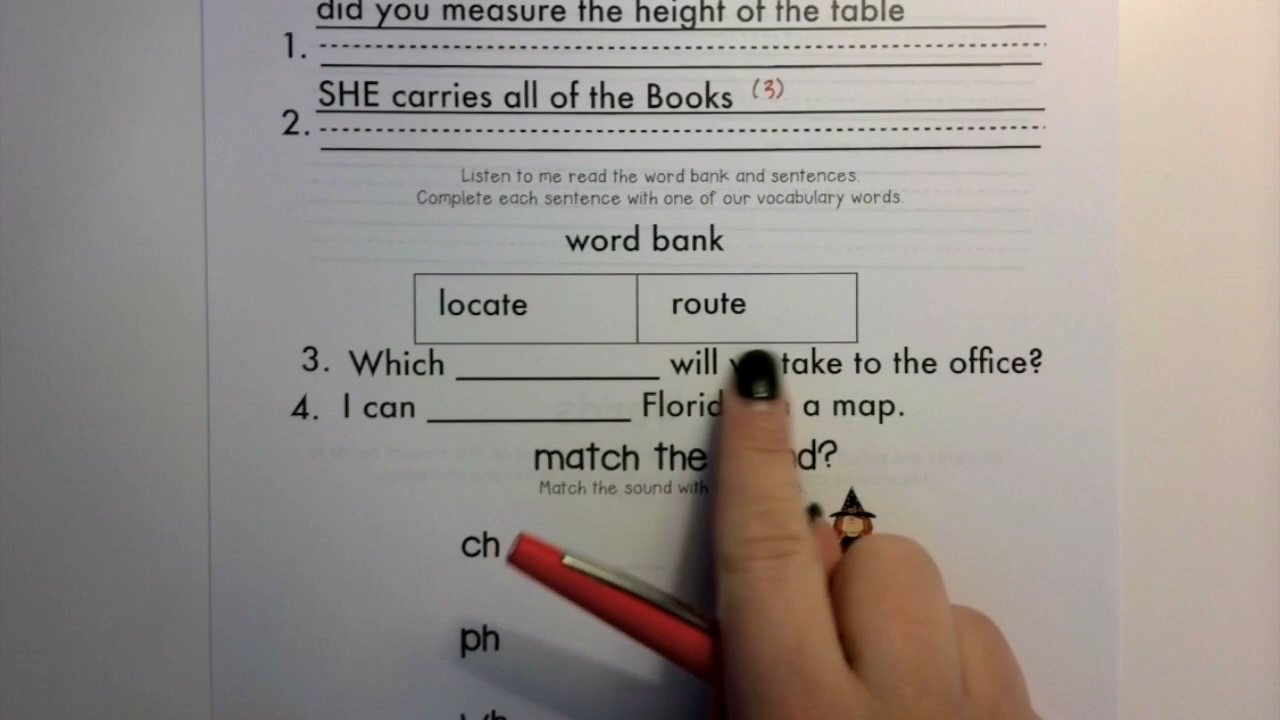 did you measure the height of the table
1.
SHE carries all of the Books (3)
2.
Listen to me read the word bank and sentences.
Complete each sentence with one of our vocabulary words.
word bank
locate route
3. Which __________ will take to the office?
4. I can __________ a map.
match the
Match the sound with
ch
ph